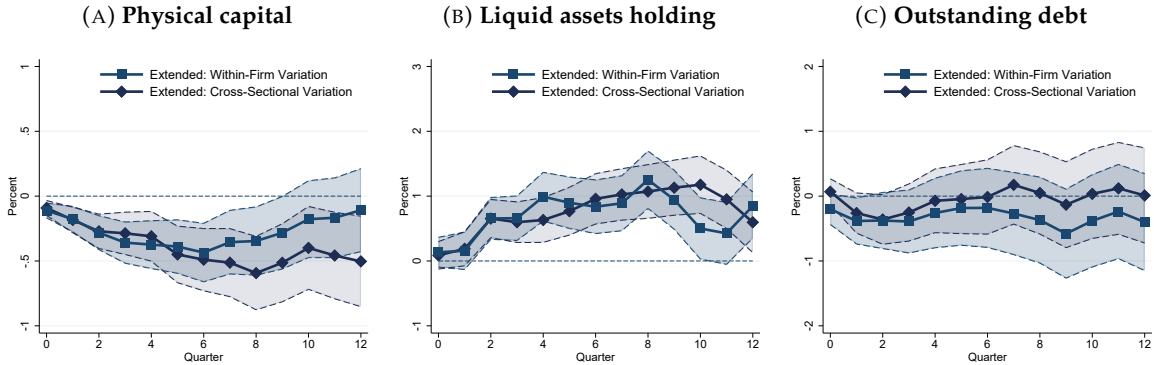 (A) Physical capital
1
.5
0
-.5
-1
Percent
Extended: Within-Firm Variation
Extended: Cross-Sectional Variation
0 2 4 6 8 10 12
Quarter
(B) Liquid assets holding
3
2
1
0
-1
Percent
Extended: Within-Firm Variation
Extended: Cross-Sectional Variation
0 2 4 6 8 10 12
Quarter
(C) Outstanding debt
2
1
0
-1
-2
Percent
Extended: Within-Firm Variation
Extended: Cross-Sectional Variation
0 2 4 6 8 10 12
Quarter